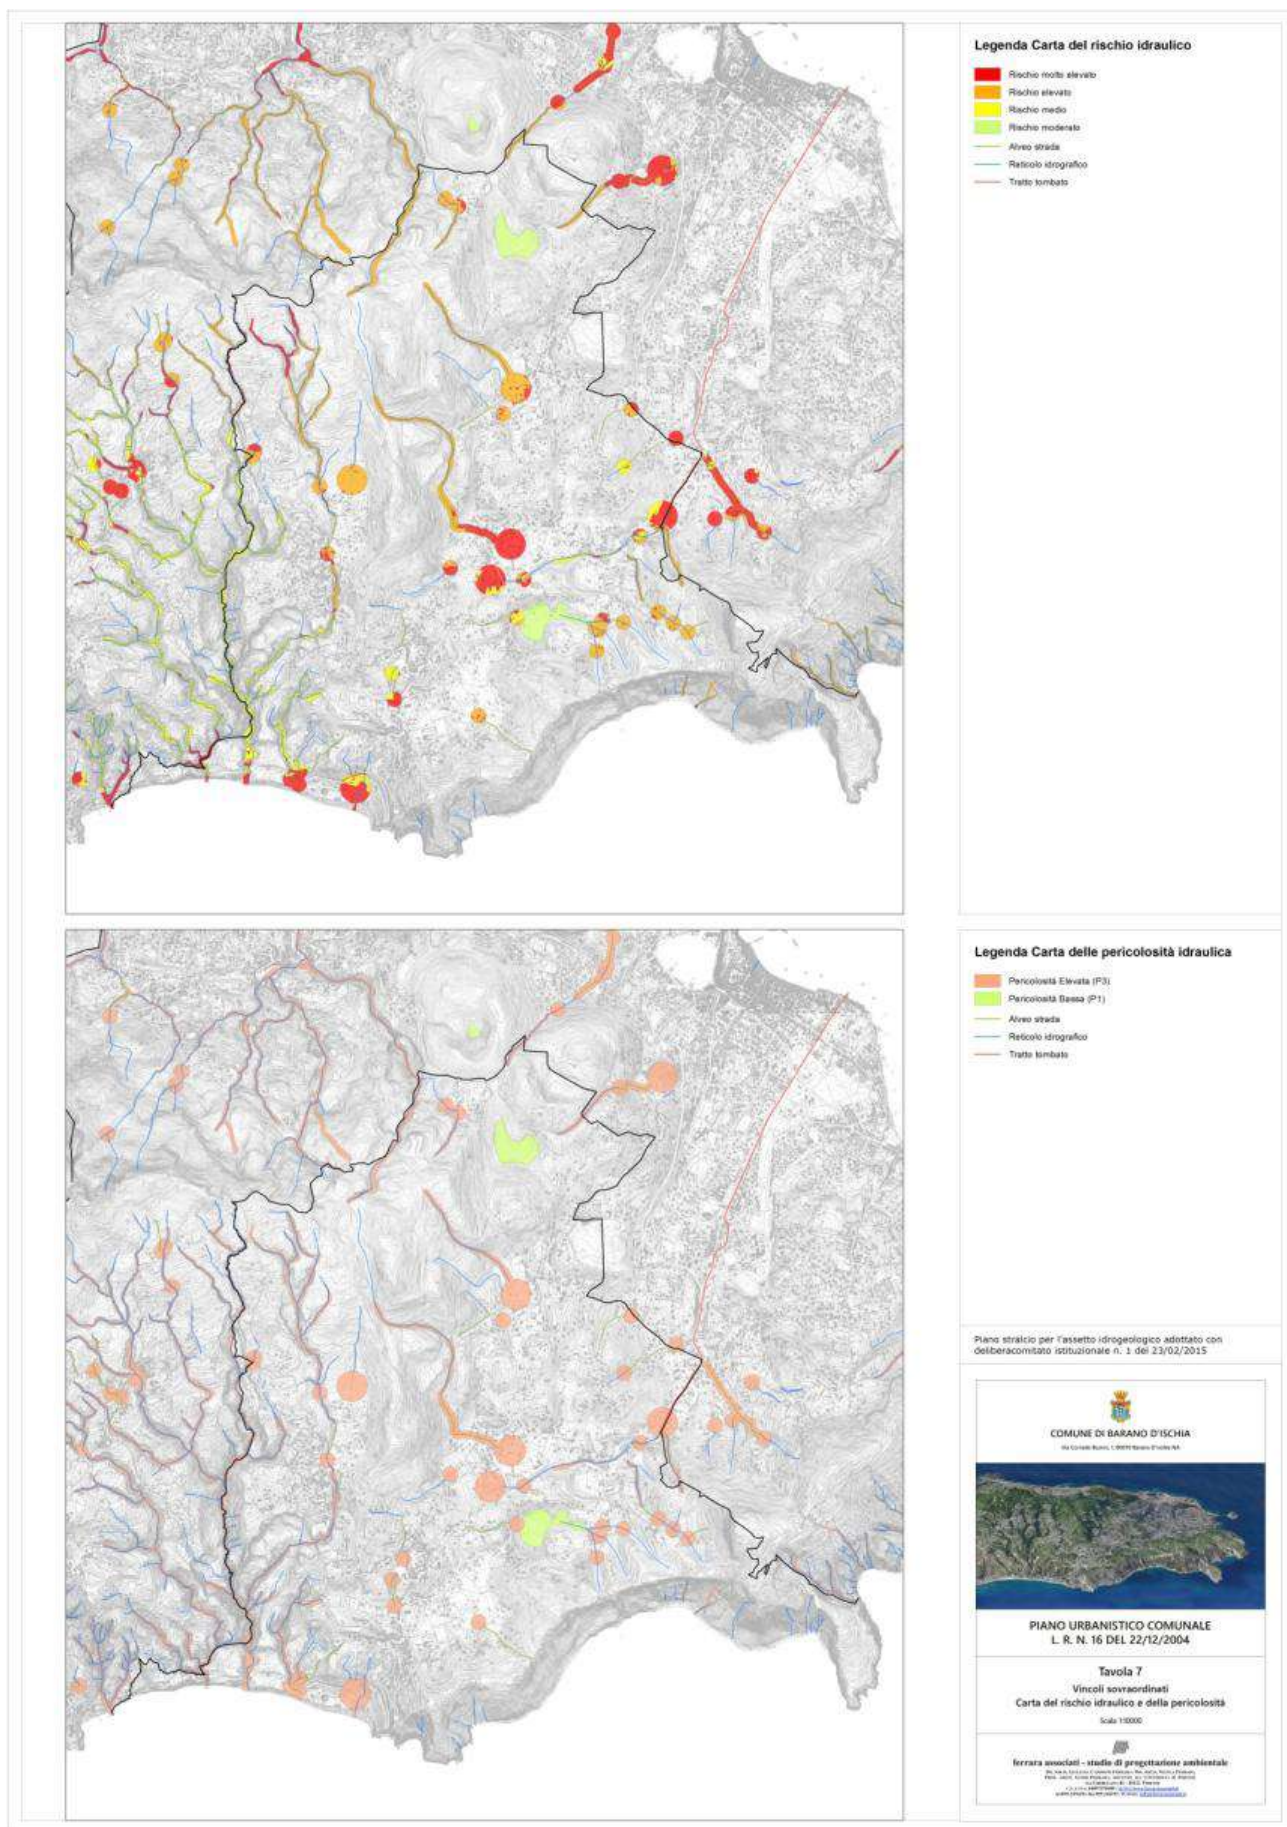 Legenda Carta del rischio idraulico
Rischio molto elevato
Rischio elevato
Rischio medio
Rischio moderato
Alveo strada
Reticolo idrografico
Tratto tombato
Legenda Carta delle pericolosità idraulica
Pericolosità Elevata (P3)
Pericolosità Bassa (P1)
Alveo strada
Reticolo idrografico
Tratto tombato
Piano stralcio per l'assetto idrogeologico adottato con
deliberacomitato istituzionale n. 1 del 23/02/2015
COMUNE DI BARANO D'ISCHIA
PIANO URBANISTICO COMUNALE
L. R. N. 16 DEL 22/12/2004
Tavola 7
Vincoli sovraordinati
Carta del rischio idraulico e della pericolosità
Scala 1:10000
ferrara associati - studio di progettazione ambientale